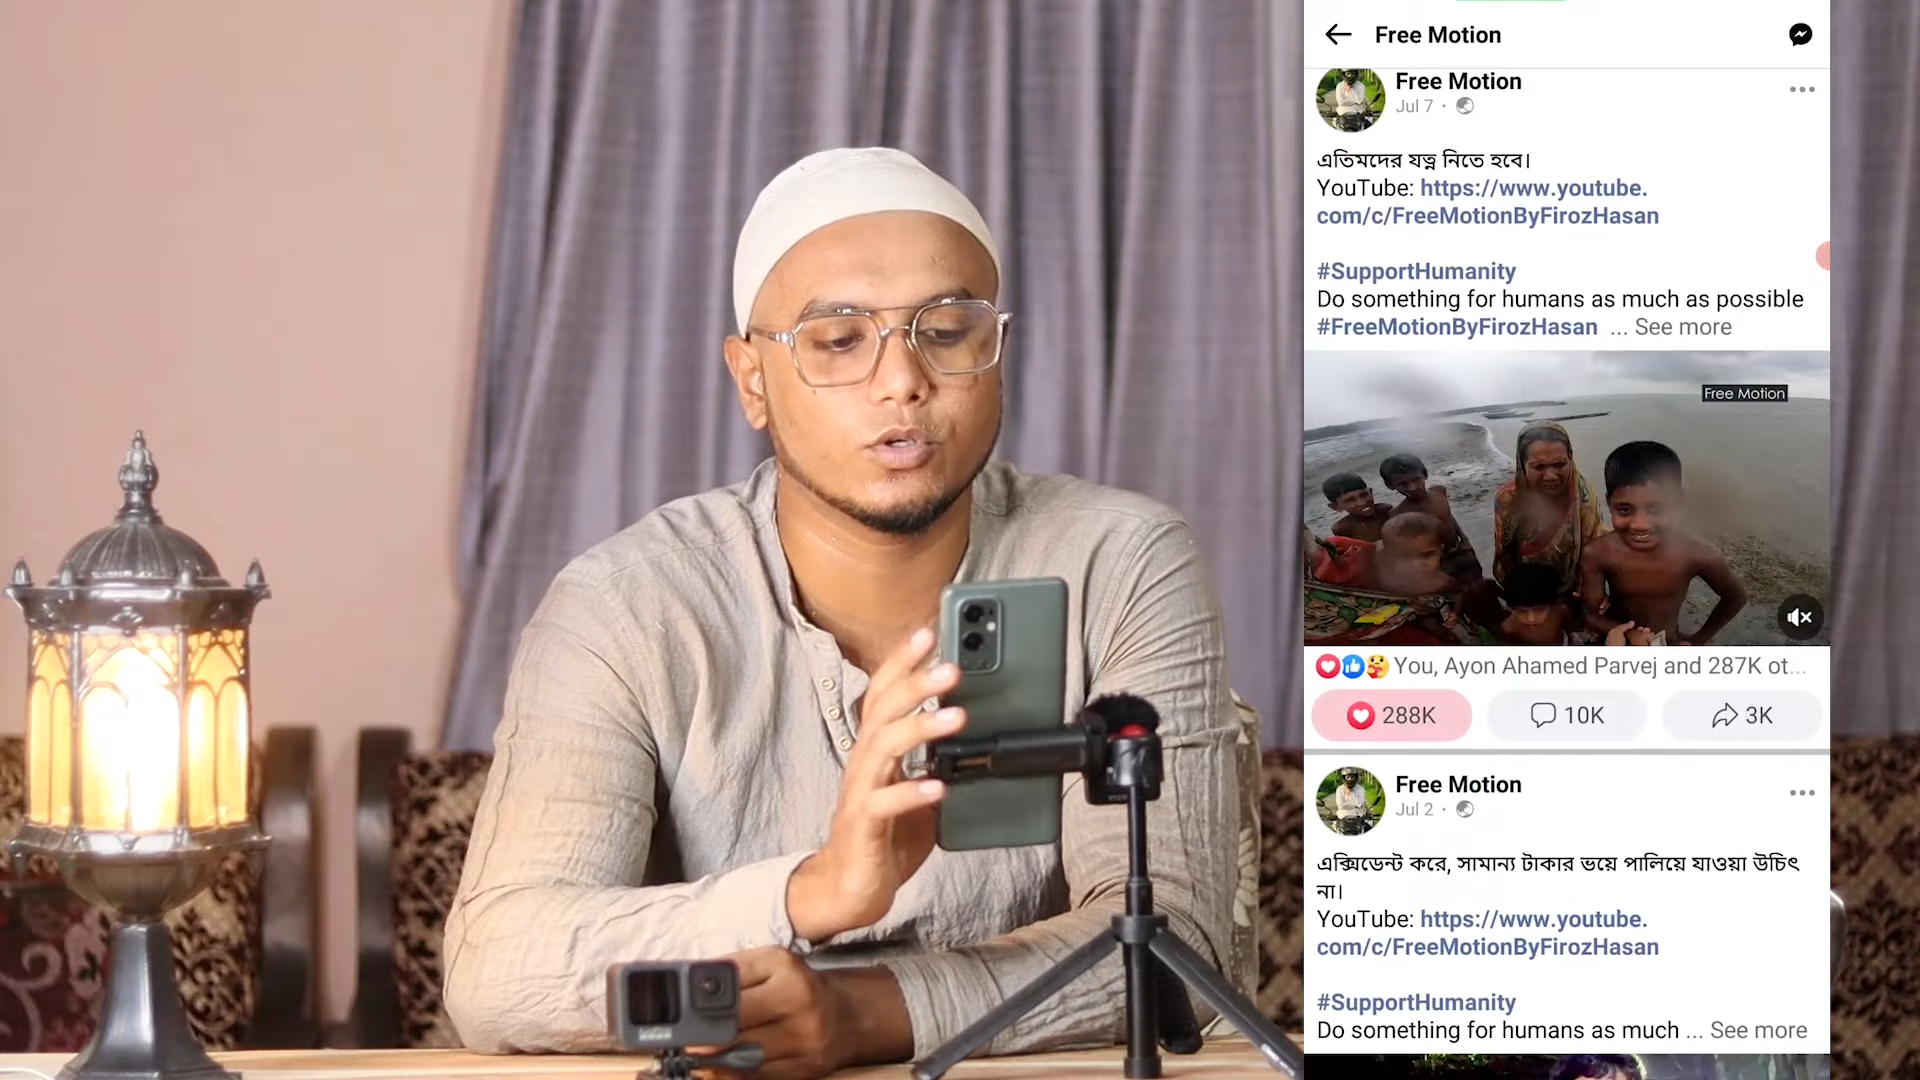 Free Motion
Free Motion
Jul 7 ·
এতিমদের যত্ন নিতে হবে।
YouTube: https://www.youtube.
com/c/FreeMotionByFirozHasan
#SupportHumanity
Do something for humans as much as possible
#FreeMotionByFirozHasan ... See more
Free Motion
You, Ayon Ahamed Parvej and 287K ot...
288K
10K
3K
Free Motion
Jul 2 ·
এক্সিডেন্ট করে, সামান্য টাকার ভয়ে পালিয়ে যাওয়া উচিৎ
না।
YouTube: https://www.youtube.
com/c/FreeMotionByFirozHasan
#SupportHumanity
Do something for humans as much ... See more